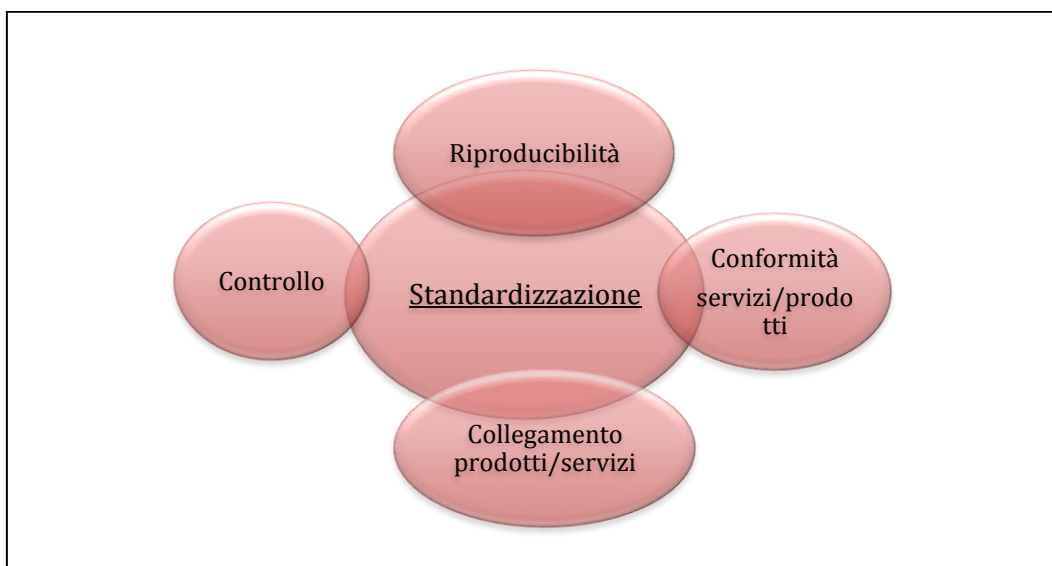 Riproducibilità
Controllo
Standardizzazione
Conformità
servizi/prodo
tti
Collegamento
prodotti/servizi